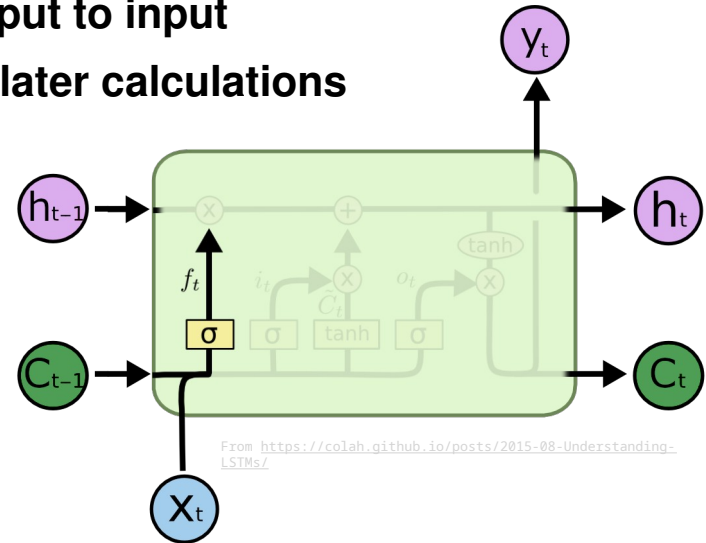 put to input
later calculations
yₜ
hₜ₋₁
x
+
hₜ
tanh
fₜ
iₜ
x
oₜ
x
C̃ₜ
σ
σ
tanh
σ
Cₜ₋₁
Cₜ
From https://colah.github.io/posts/2015-08-Understanding-
LSTMs/
xₜ